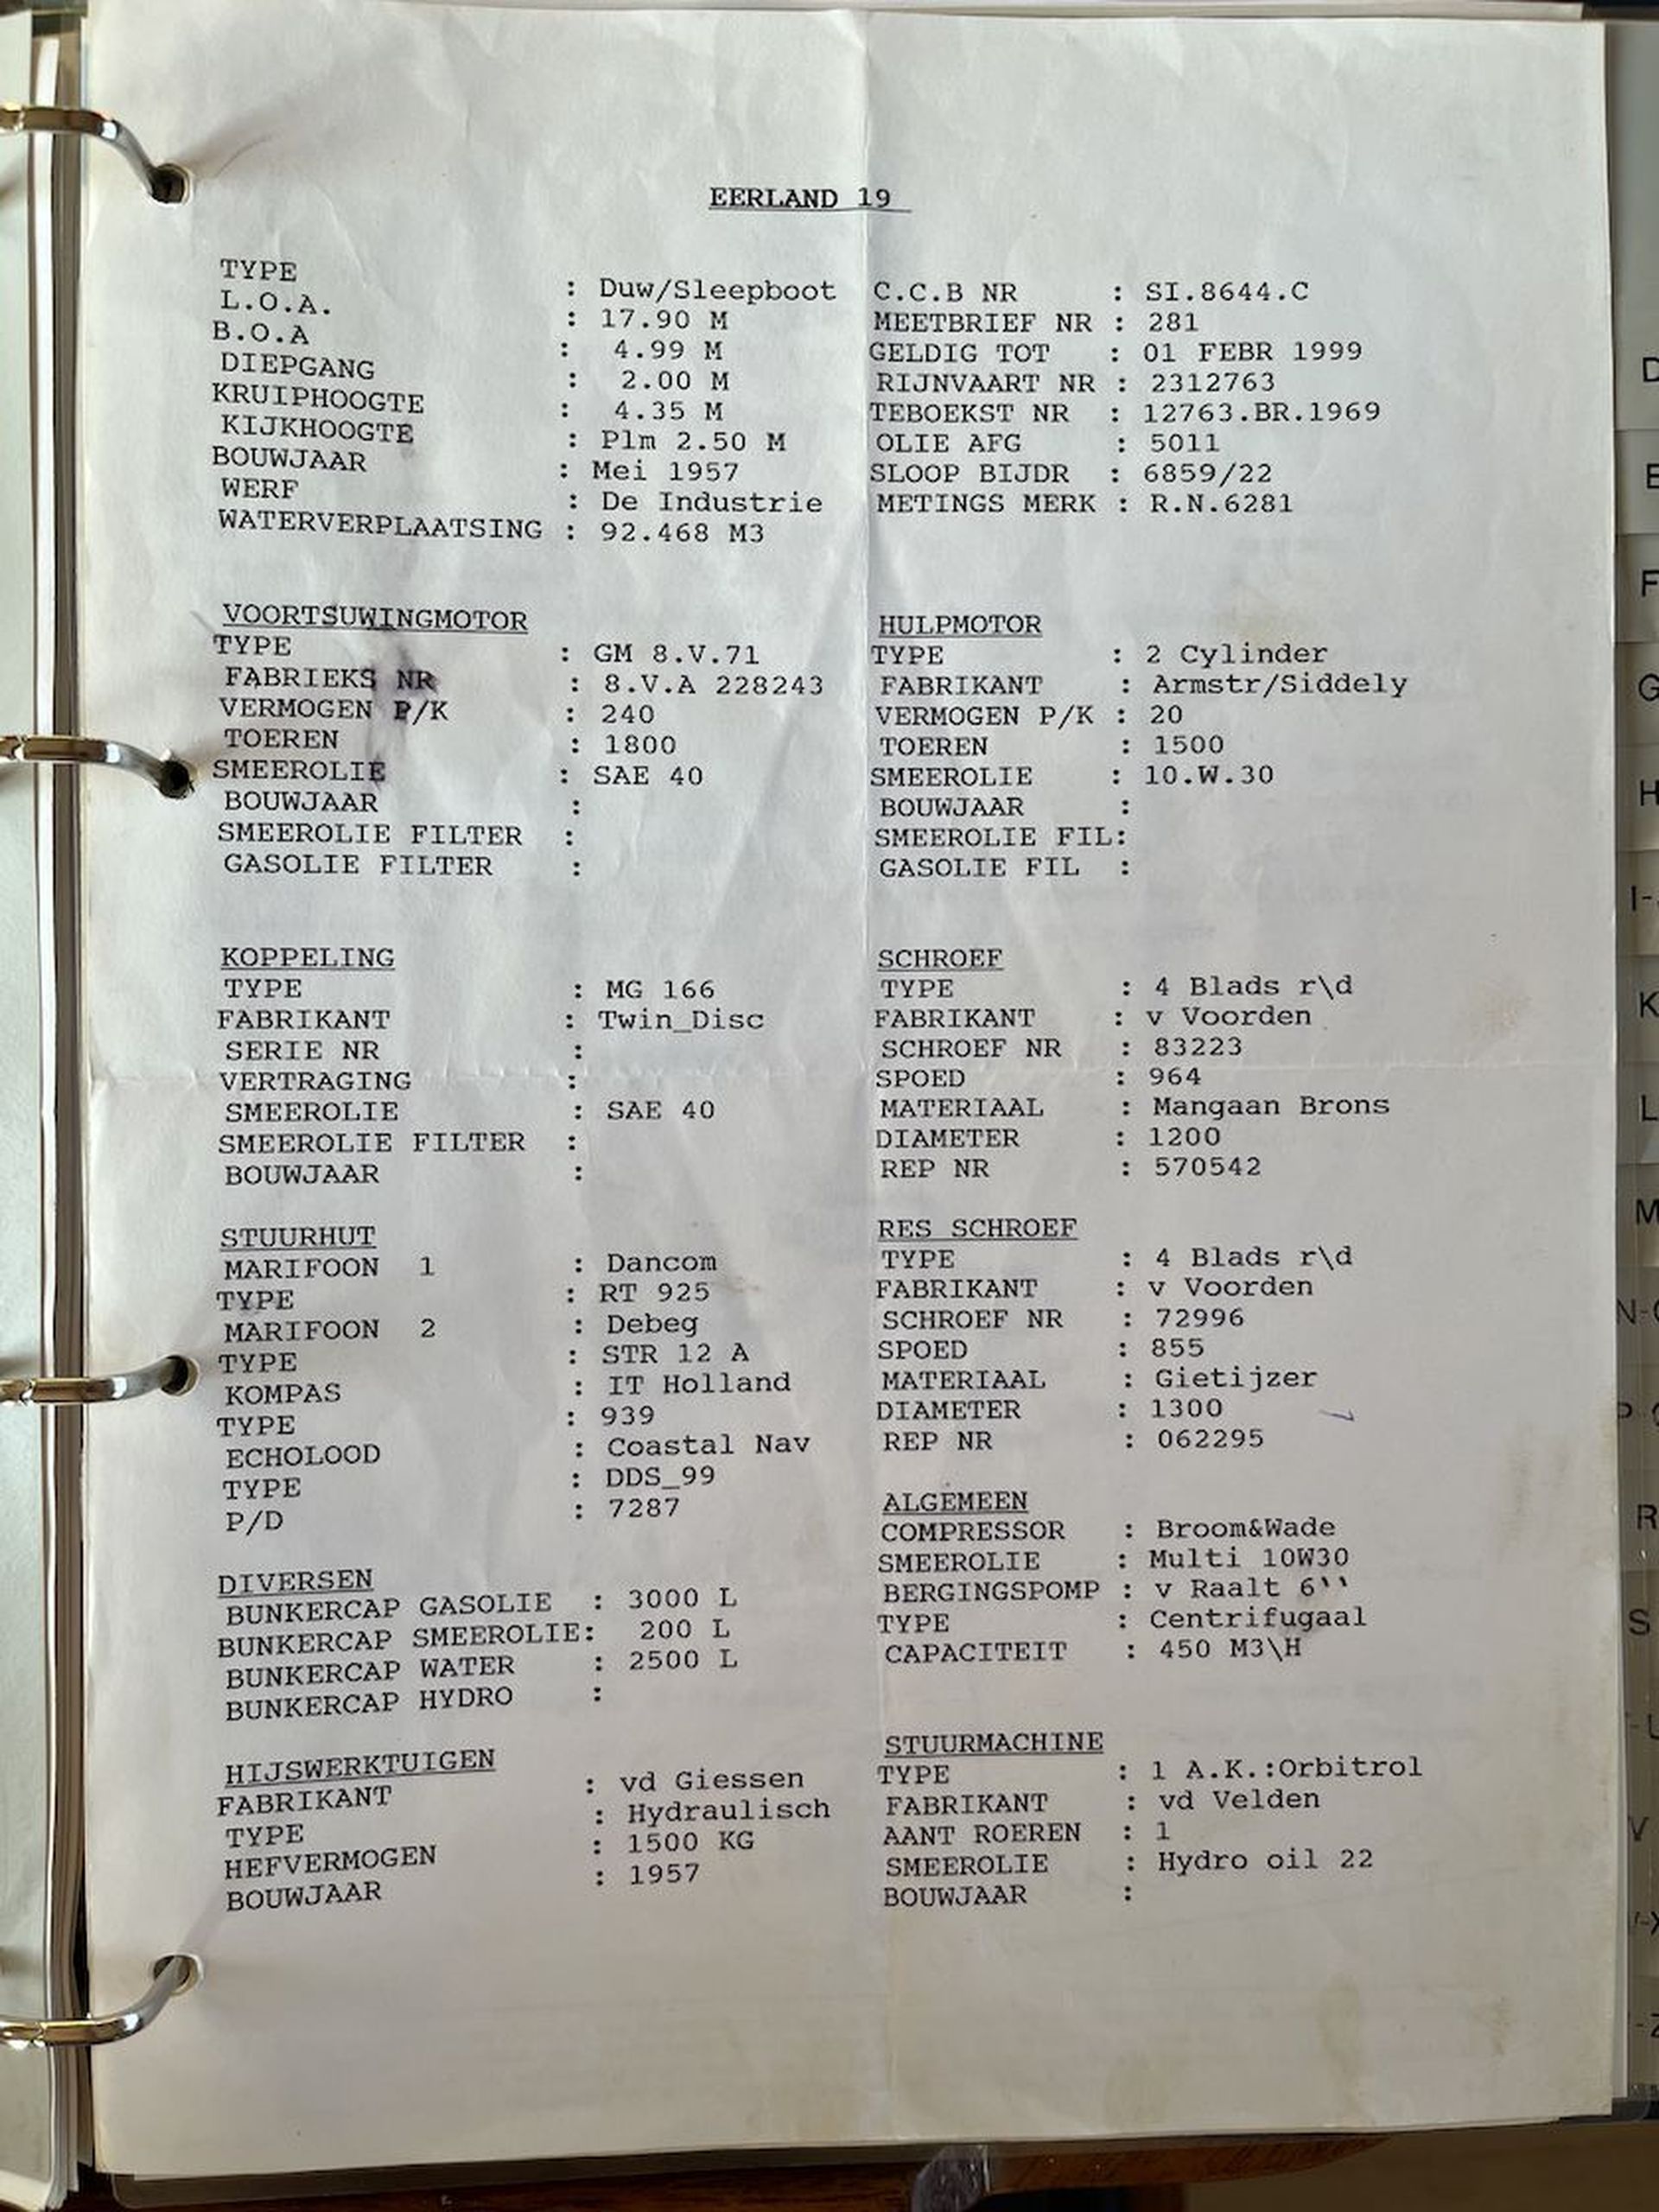 EERLAND 19
TYPE : Duw/Sleepboot
L.O.A. : 17.90 M
B.O.A : 4.99 M
DIEPGANG : 2.00 M
KRUIPHOOGTE : 4.35 M
KIJKHOOGTE : Plm 2.50 M
BOUWJAAR : Mei 1957
WERF : De Industrie
WATERVERPLAATSING : 92.468 M3
C.C.B NR : SI.8644.C
MEETBRIEF NR : 281
GELDIG TOT : 01 FEBR 1999
RIJNVAART NR : 2312763
TEBOEKST NR : 12763.BR.1969
OLIE AFG : 5011
SLOOP BIJDR : 6859/22
METINGS MERK : R.N.6281
VOORTSUWINGMOTOR
TYPE : GM 8.V.71
FABRIEKS NR : 8.V.A 228243
VERMOGEN P/K : 240
TOEREN : 1800
SMEEROLIE : SAE 40
BOUWJAAR :
SMEEROLIE FILTER :
GASOLIE FILTER :
HULPMOTOR
TYPE : 2 Cylinder
FABRIKANT : Armstr/Siddely
VERMOGEN P/K : 20
TOEREN : 1500
SMEEROLIE : 10.W.30
BOUWJAAR :
SMEEROLIE FIL:
GASOLIE FIL :
KOPPELING
TYPE : MG 166
FABRIKANT : Twin_Disc
SERIE NR :
VERTRAGING :
SMEEROLIE : SAE 40
SMEEROLIE FILTER :
BOUWJAAR :
SCHROEF
TYPE : 4 Blads r\d
FABRIKANT : v Voorden
SCHROEF NR : 83223
SPOED : 964
MATERIAAL : Mangaan Brons
DIAMETER : 1200
REP NR : 570542
STUURHUT
MARIFOON 1 : Dancom
TYPE : RT 925
MARIFOON 2 : Debeg
TYPE : STR 12 A
KOMPAS : IT Holland
TYPE : 939
ECHOLOOD : Coastal Nav
TYPE : DDS_99
P/D : 7287
RES SCHROEF
TYPE : 4 Blads r\d
FABRIKANT : v Voorden
SCHROEF NR : 72996
SPOED : 855
MATERIAAL : Gietijzer
DIAMETER : 1300
REP NR : 062295
DIVERSEN
BUNKERCAP GASOLIE : 3000 L
BUNKERCAP SMEEROLIE: 200 L
BUNKERCAP WATER : 2500 L
BUNKERCAP HYDRO :
ALGEMEEN
COMPRESSOR : Broom&Wade
SMEEROLIE : Multi 10W30
BERGINGSPOMP : v Raalt 6‵‵
TYPE : Centrifugaal
CAPACITEIT : 450 M3\H
HIJSWERKTUIGEN
FABRIKANT : vd Giessen
TYPE : Hydraulisch
HEFVERMOGEN : 1500 KG
BOUWJAAR : 1957
STUURMACHINE
TYPE : 1 A.K.:Orbitrol
FABRIKANT : vd Velden
AANT ROEREN : 1
SMEEROLIE : Hydro oil 22
BOUWJAAR :
D
E
F
G
H
K
L
M
R
S